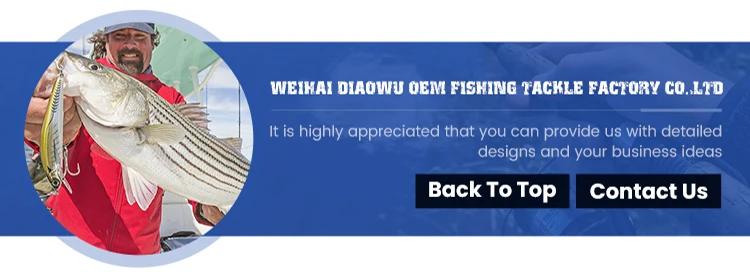 WEIHAI DIAOWU OEM FISHING TACKLE FACTORY CO.,LTD
It is highly appreciated that you can provide us with detailed
designs and your business ideas
Back To Top
Contact Us